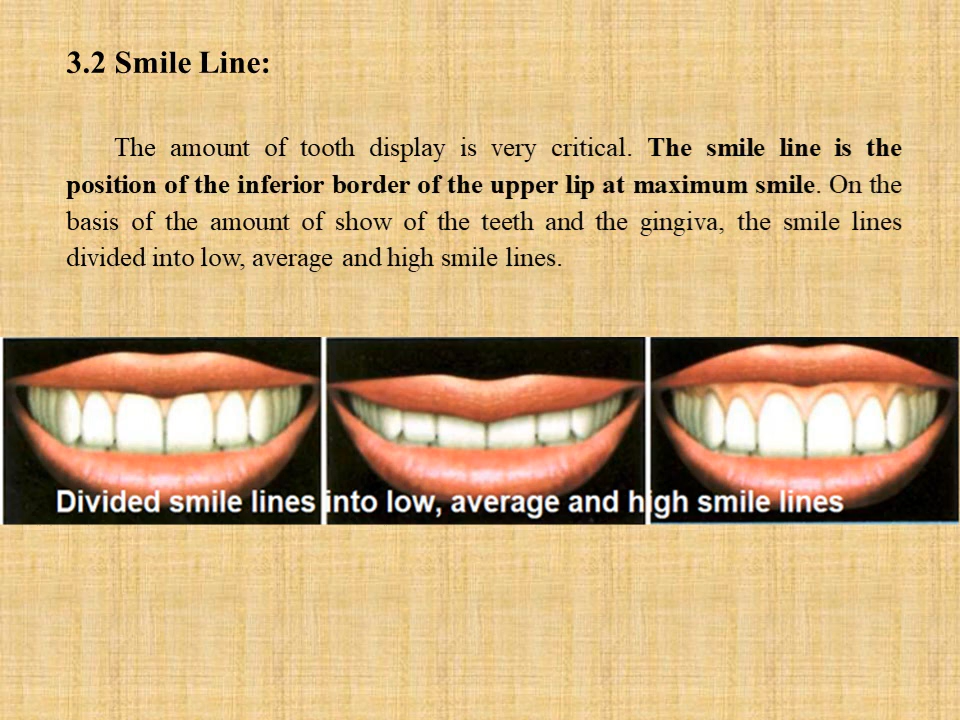 3.2 Smile Line:
The amount of tooth display is very critical. The smile line is the
position of the inferior border of the upper lip at maximum smile. On the
basis of the amount of show of the teeth and the gingiva, the smile lines
divided into low, average and high smile lines.
Divided smile lines into low, average and high smile lines